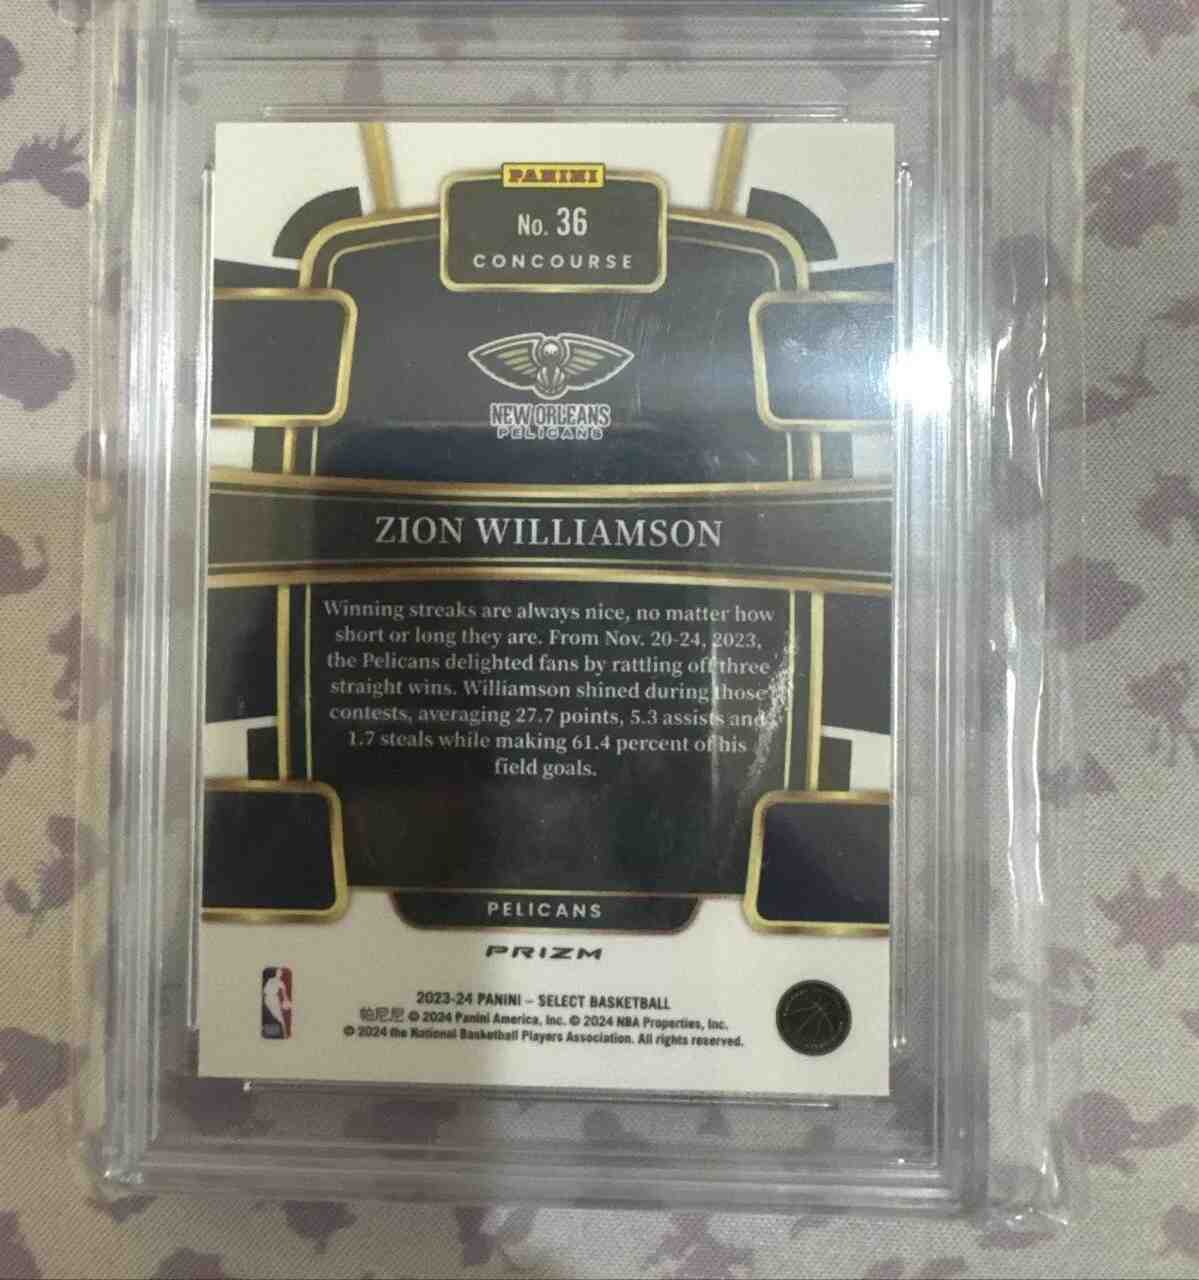 PANINI
No. 36
CONCOURSE
NEW ORLEANS
PELICANS
ZION WILLIAMSON
Winning streaks are always nice, no matter how
short or long they are. From Nov. 20-24, 2023,
the Pelicans delighted fans by rattling off three
straight wins. Williamson shined during those
contests, averaging 27.7 points, 5.3 assists and
1.7 steals while making 61.4 percent of his
field goals.
PELICANS
PRIZM
2023-24 PANINI – SELECT BASKETBALL
帕尼尼 © 2024 Panini America, Inc. © 2024 NBA Properties, Inc.
© 2024 the National Basketball Players Association. All rights reserved.